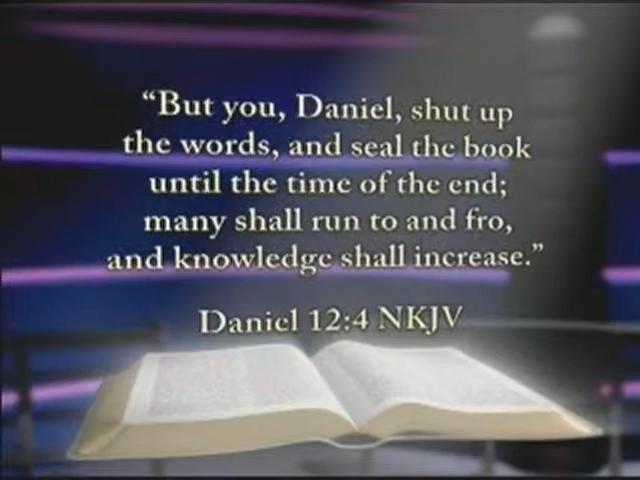 “But you, Daniel, shut up
the words, and seal the book
until the time of the end;
many shall run to and fro,
and knowledge shall increase.”
Daniel 12:4 NKJV